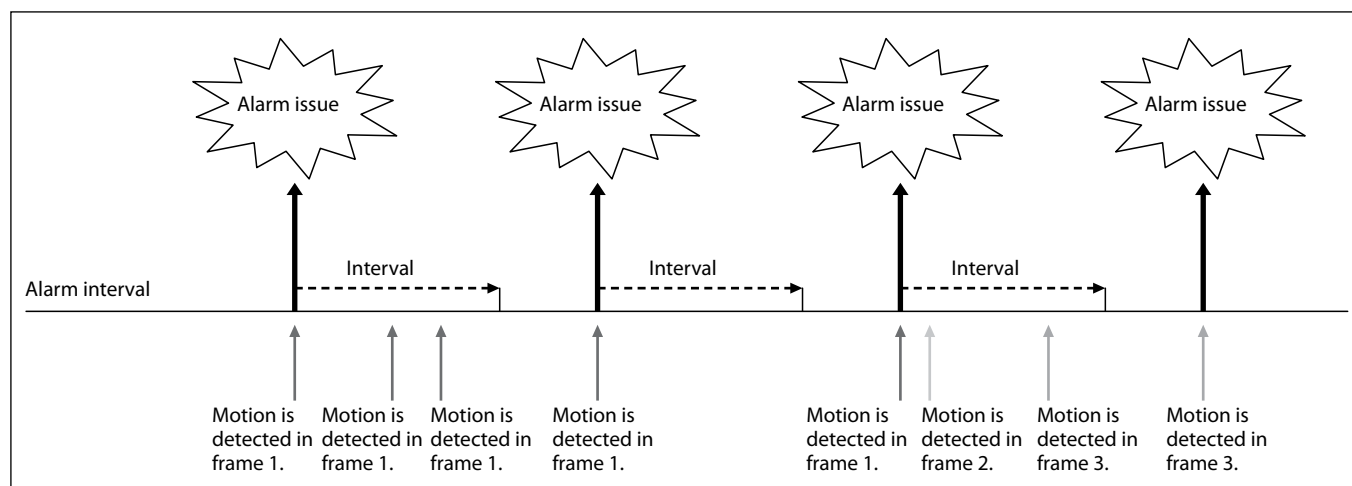 Alarm issue
Alarm issue
Alarm issue
Alarm issue
Interval
Interval
Interval
Alarm interval
Motion is
detected in
frame 1.
Motion is
detected in
frame 1.
Motion is
detected in
frame 1.
Motion is
detected in
frame 1.
Motion is
detected in
frame 1.
Motion is
detected in
frame 2.
Motion is
detected in
frame 3.
Motion is
detected in
frame 3.